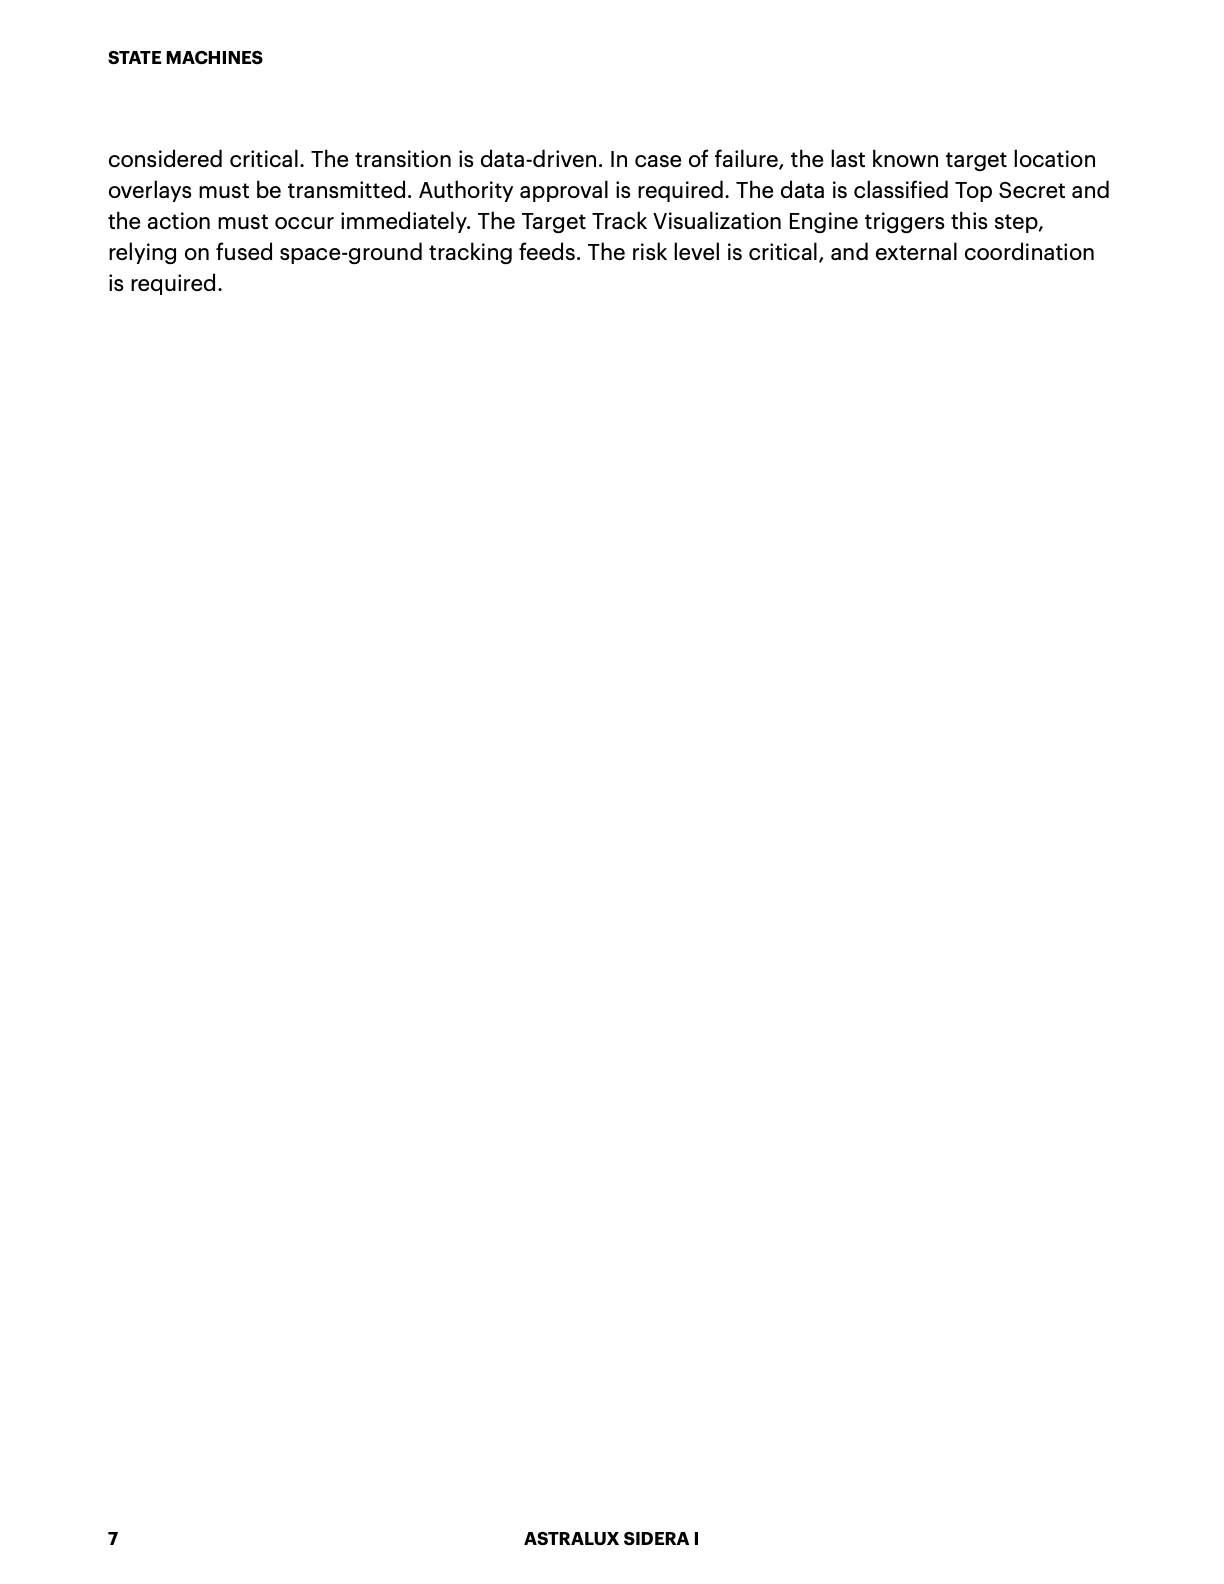 STATE MACHINES
considered critical. The transition is data-driven. In case of failure, the last known target location
overlays must be transmitted. Authority approval is required. The data is classified Top Secret and
the action must occur immediately. The Target Track Visualization Engine triggers this step,
relying on fused space-ground tracking feeds. The risk level is critical, and external coordination
is required.
7 ASTRALUX SIDERA I